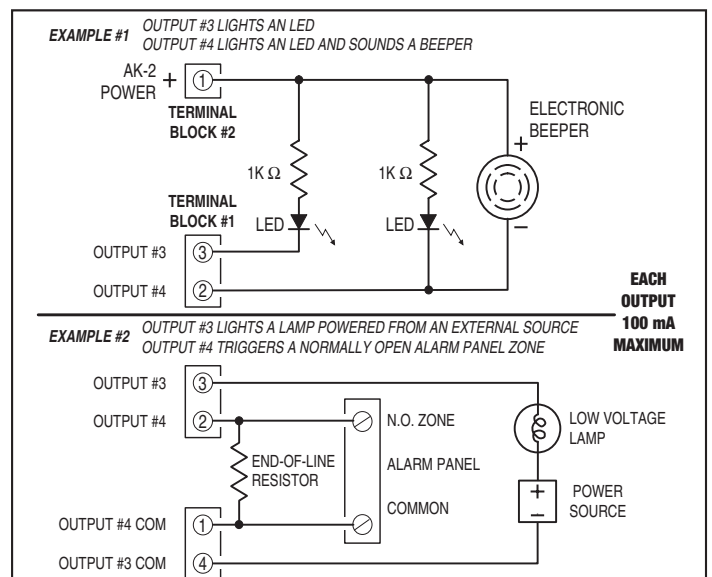 EXAMPLE #1
OUTPUT #3 LIGHTS AN LED
OUTPUT #4 LIGHTS AN LED AND SOUNDS A BEEPER
AK-2
POWER
+
1
TERMINAL
BLOCK #2
ELECTRONIC
BEEPER
+
–
1K Ω
1K Ω
LED
LED
TERMINAL
BLOCK #1
OUTPUT #3
3
OUTPUT #4
2
EACH
OUTPUT
100 mA
MAXIMUM
EXAMPLE #2
OUTPUT #3 LIGHTS A LAMP POWERED FROM AN EXTERNAL SOURCE
OUTPUT #4 TRIGGERS A NORMALLY OPEN ALARM PANEL ZONE
OUTPUT #3
3
OUTPUT #4
2
N.O. ZONE
LOW VOLTAGE
LAMP
END-OF-LINE
RESISTOR
ALARM PANEL
COMMON
+
–
POWER
SOURCE
OUTPUT #4 COM
1
OUTPUT #3 COM
4